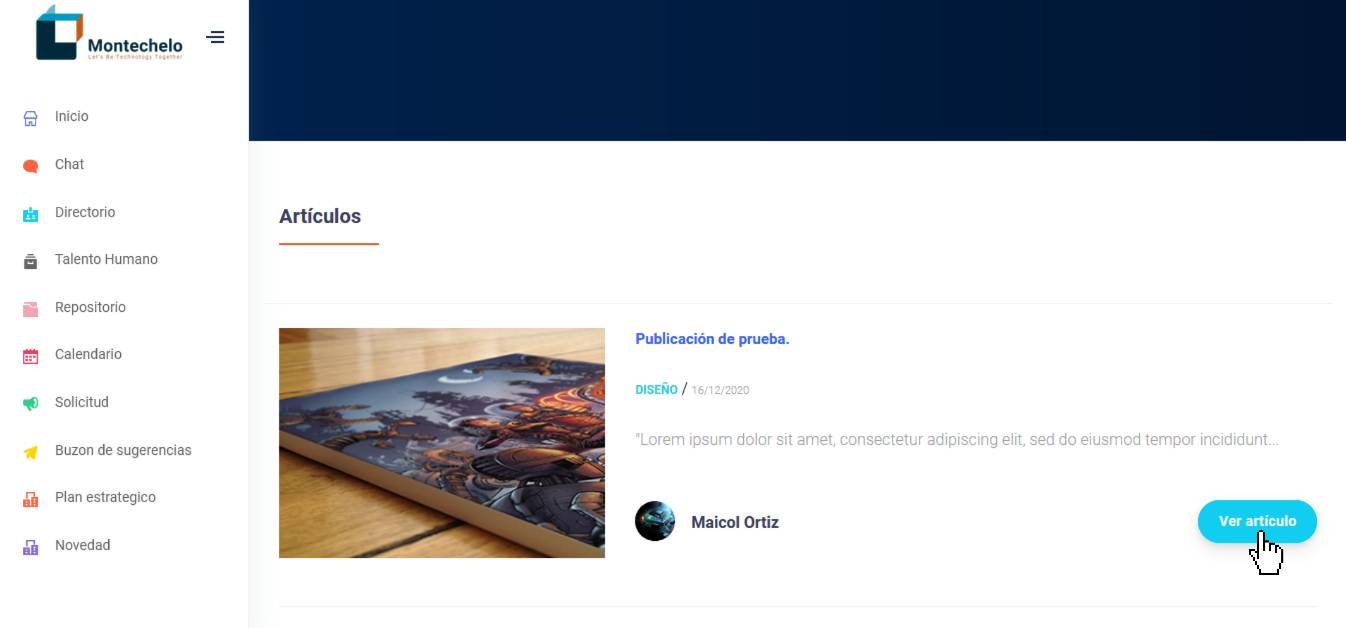 Montechelo
Let's Be Technology Together
Inicio
Chat
Directorio
Talento Humano
Repositorio
Calendario
Solicitud
Buzon de sugerencias
Plan estrategico
Novedad
Artículos
Publicación de prueba.
DISEÑO / 16/12/2020
"Lorem ipsum dolor sit amet, consectetur adipiscing elit, sed do eiusmod tempor incididunt...
Maicol Ortiz
Ver artículo